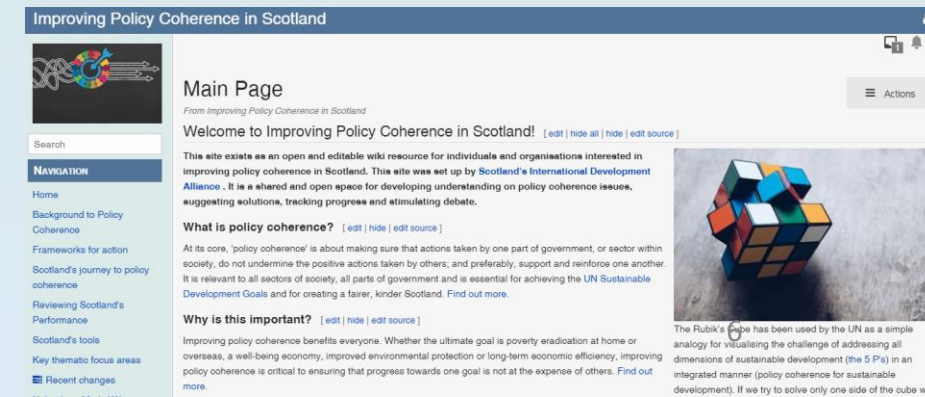 Improving Policy Coherence in Scotland
1
Main Page
Actions
From Improving Policy Coherence in Scotland
Welcome to Improving Policy Coherence in Scotland! [ edit | hide all | hide | edit source ]
Search
NAVIGATION
Home
Background to Policy
Coherence
Frameworks for action
Scotland's journey to policy
coherence
Reviewing Scotland's
Performance
Scotland's tools
Key thematic focus areas
Recent changes
This site exists as an open and editable wiki resource for individuals and organisations interested in
improving policy coherence in Scotland. This site was set up by Scotland's International Development
Alliance . It is a shared and open space for developing understanding on policy coherence issues,
suggesting solutions, tracking progress and stimulating debate.
What is policy coherence? [ edit | hide | edit source ]
At its core, 'policy coherence' is about making sure that actions taken by one part of government, or sector within
society, do not undermine the positive actions taken by others; and preferably, support and reinforce one another.
It is relevant to all sectors of society, all parts of government and is essential for achieving the UN Sustainable
Development Goals and for creating a fairer, kinder Scotland. Find out more.
Why is this important? [ edit | hide | edit source ]
Improving policy coherence benefits everyone. Whether the ultimate goal is poverty eradication at home or
overseas, a well-being economy, improved environmental protection or long-term economic efficiency, improving
policy coherence is critical to ensuring that progress towards one goal is not at the expense of others. Find out
more.
The Rubik's Cube has been used by the UN as a simple
analogy for visualising the challenge of addressing all
dimensions of sustainable development (the 5 P's) in an
integrated manner (policy coherence for sustainable
development). If we try to solve only one side of the cube
6